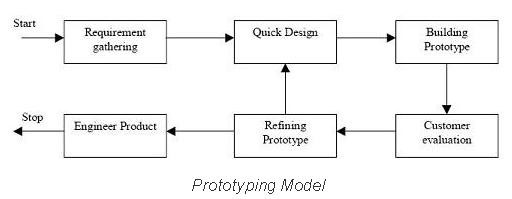 Start
Requirement
gathering
Quick Design
Building
Prototype
Stop
Engineer Product
Refining
Prototype
Customer
evaluation
Prototyping Model